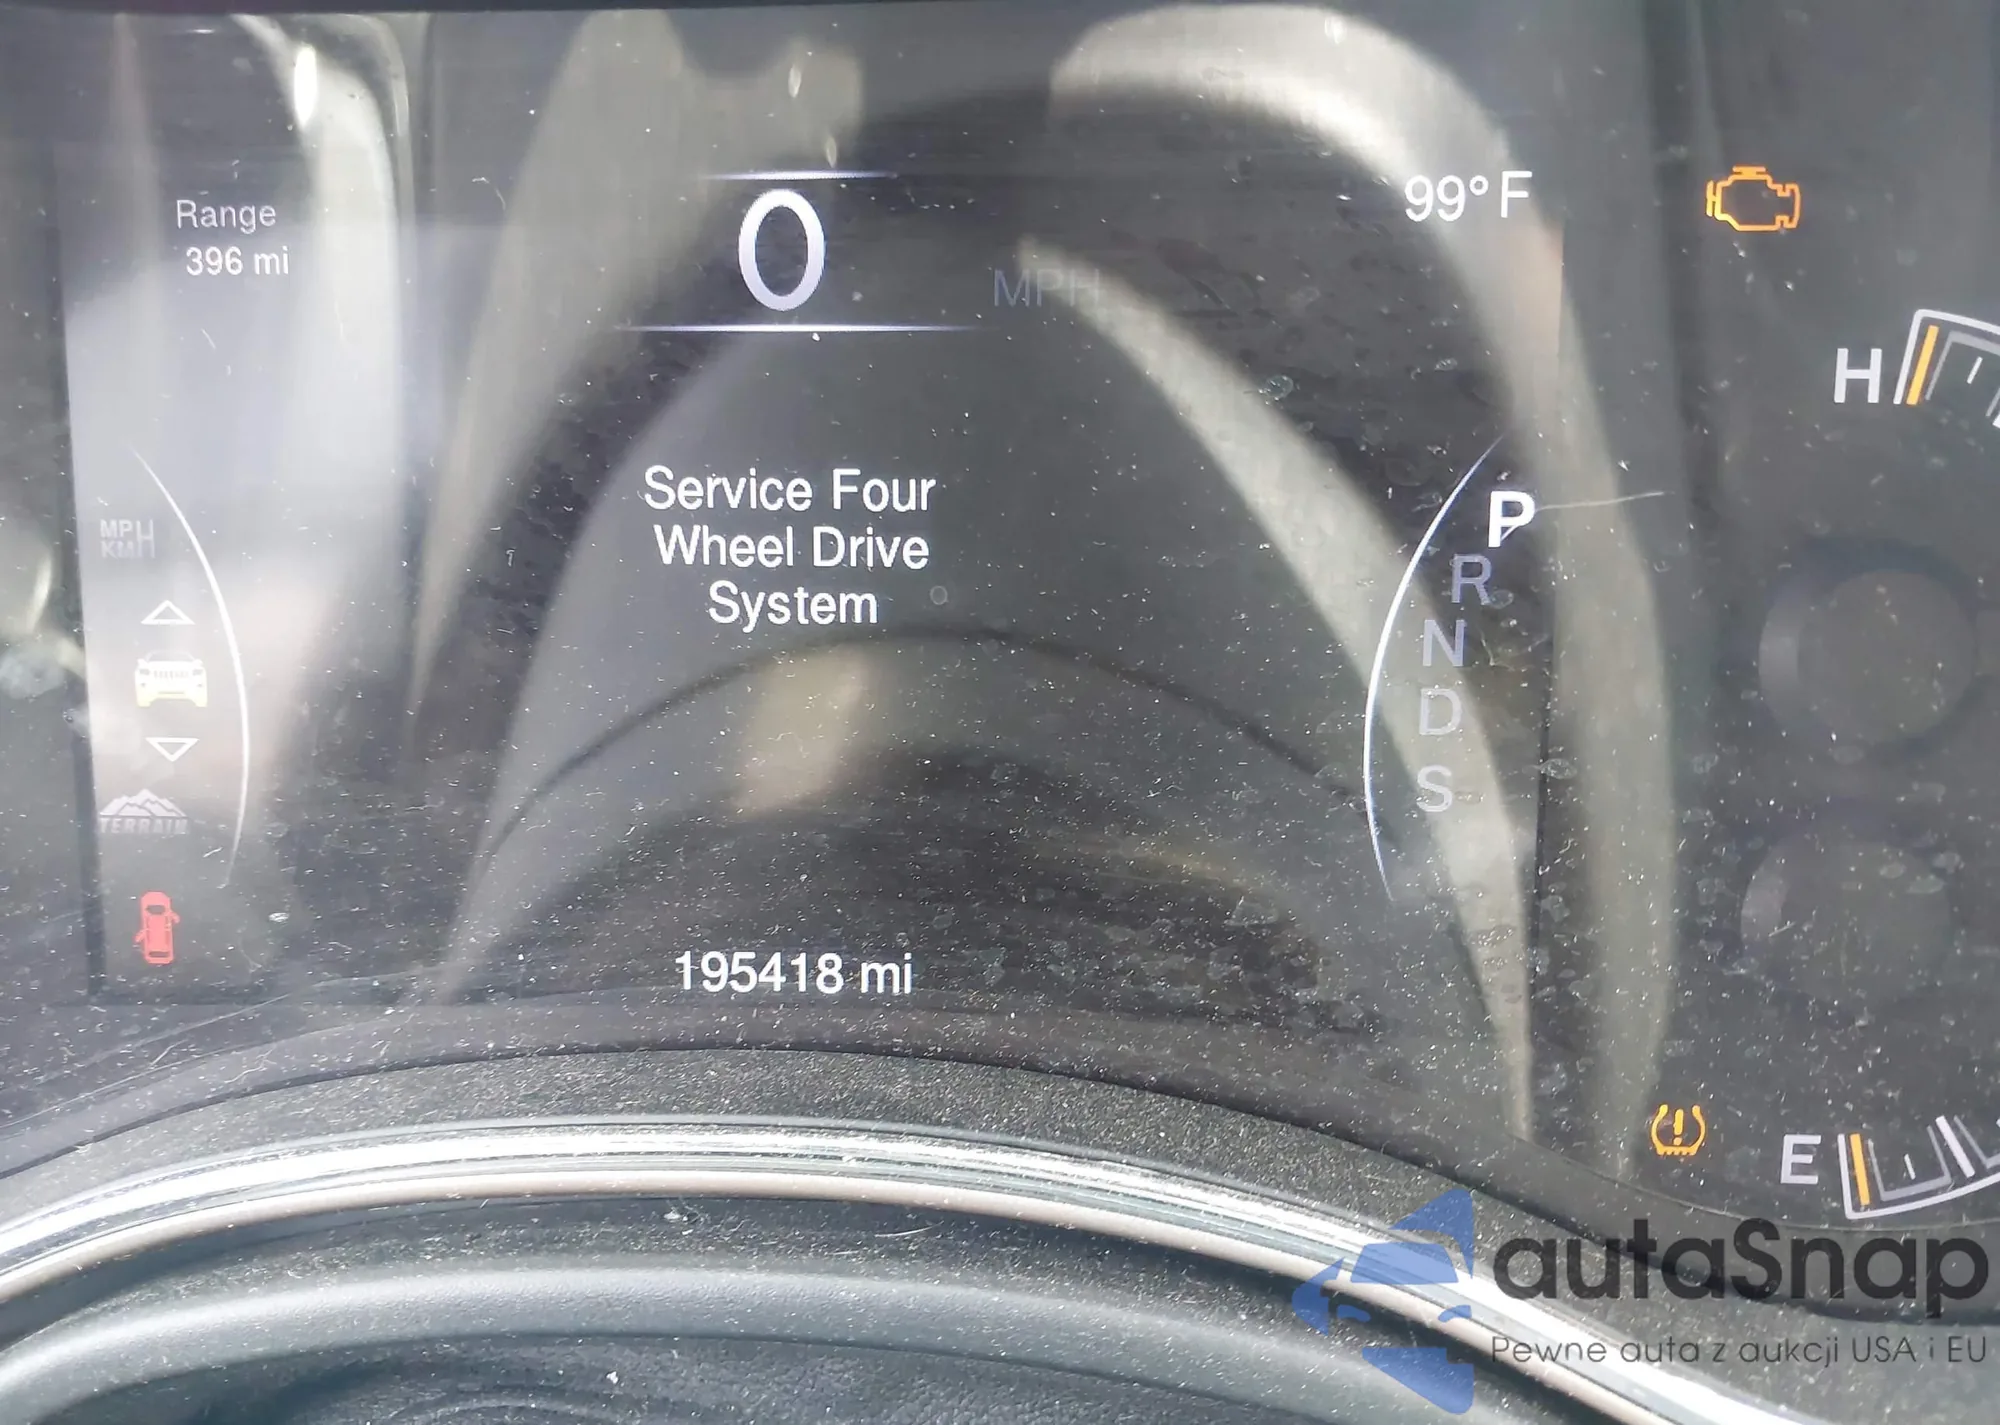 Range
396 mi
0
MPH
99°F
H
Service Four
Wheel Drive
System
MPH
KMH
P
R
N
D
S
TERRAIN
195418 mi
E
autaSnap
Pewne auta z aukcji USA i EU